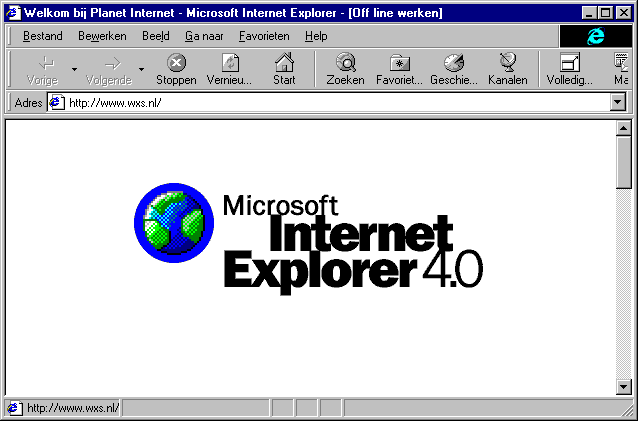 Welkom bij Planet Internet - Microsoft Internet Explorer - [Off line werken]
Bestand Bewerken Beeld Ga naar Favorieten Help
Vorige Volgende Stoppen Vernieu... Start Zoeken Favoriet... Geschie... Kanalen Volledig... Ma
Adres http://www.wxs.nl/
Microsoft
Internet
Explorer 4.0
http://www.wxs.nl/